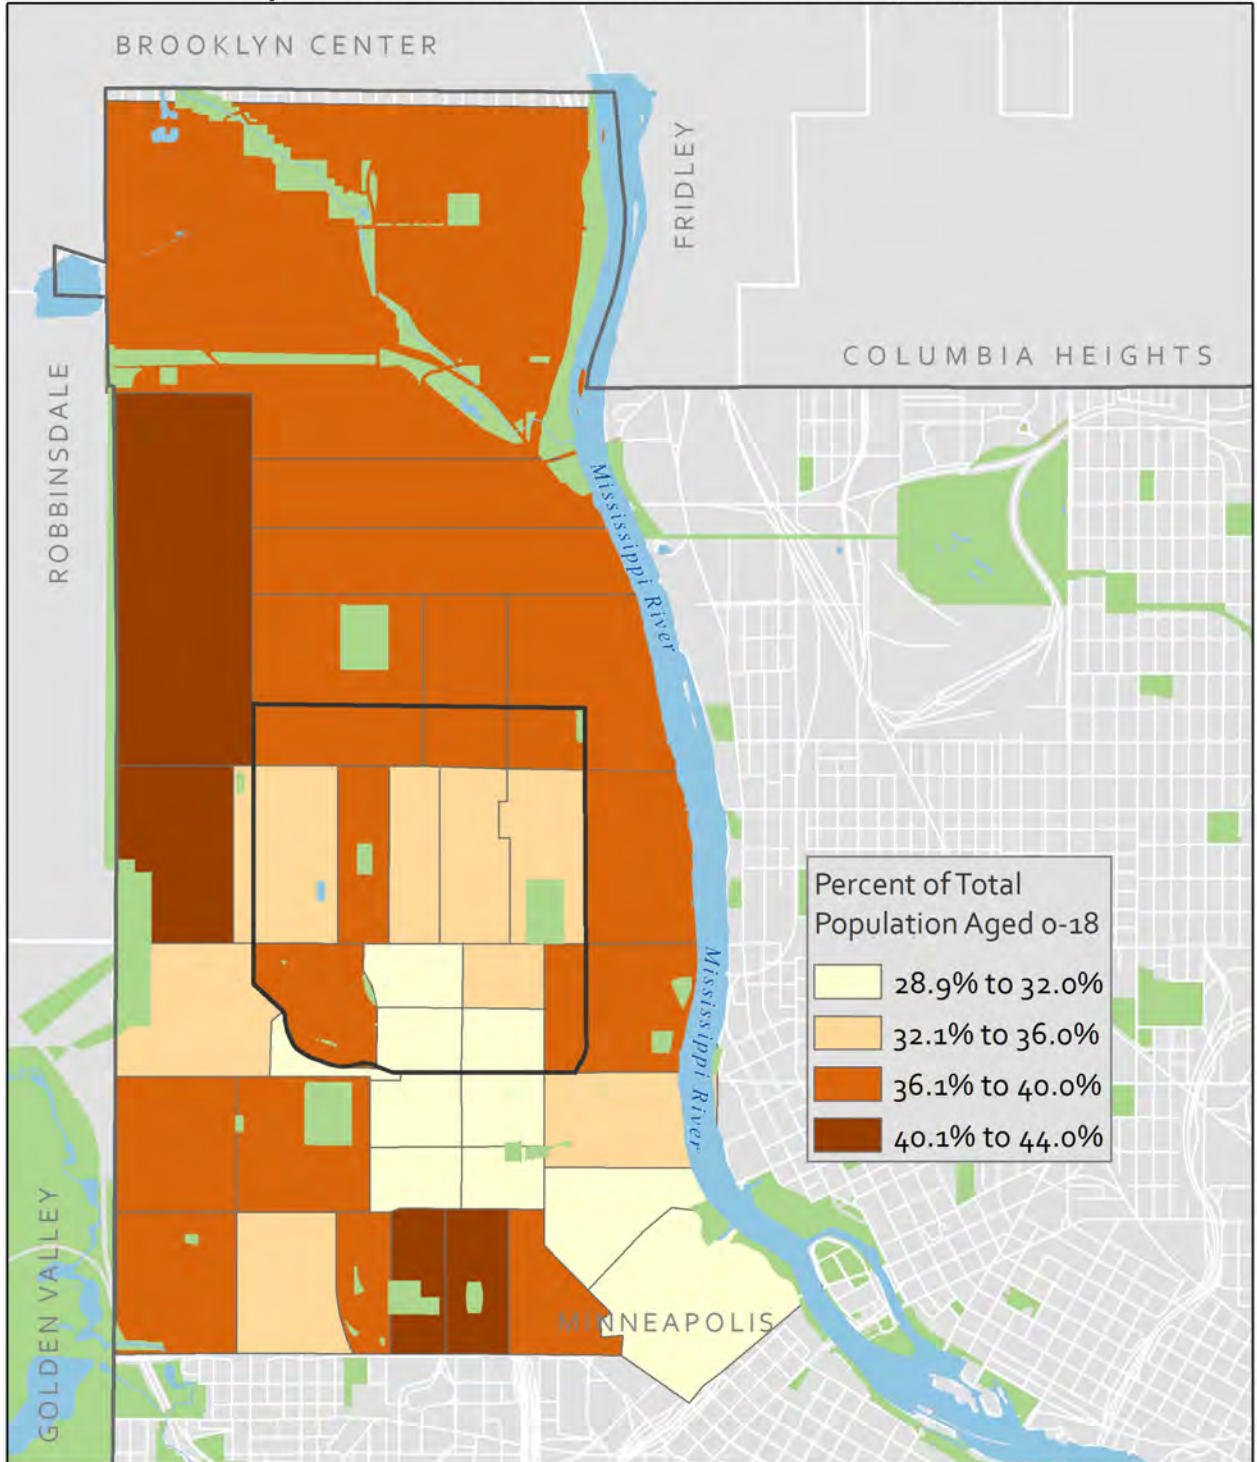 BROOKLYN CENTER
FRIDLEY
COLUMBIA HEIGHTS
ROBBINSDALE
Mississippi River
Percent of Total
Population Aged 0-18
28.9% to 32.0%
32.1% to 36.0%
36.1% to 40.0%
40.1% to 44.0%
Mississippi River
GOLDEN VALLEY
MINNEAPOLIS